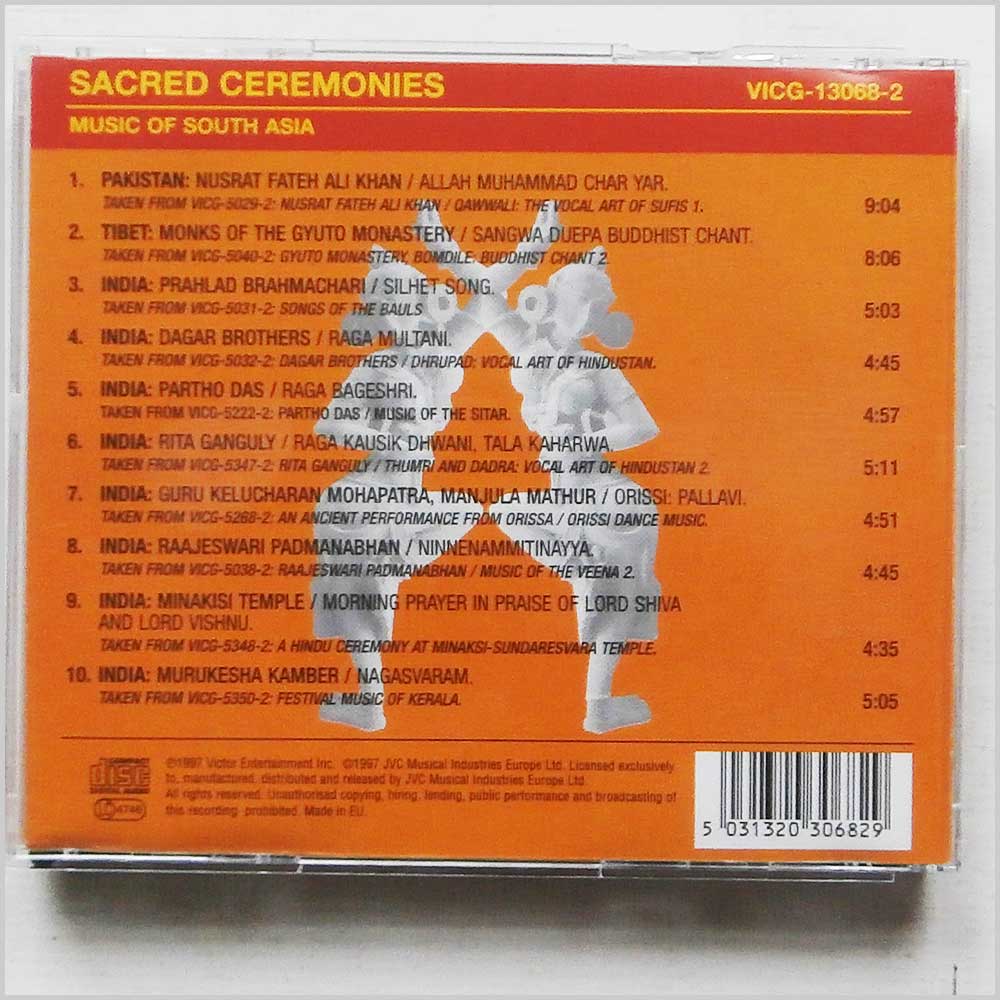 SACRED CEREMONIES
VICG-13068-2
MUSIC OF SOUTH ASIA
1. PAKISTAN: NUSRAT FATEH ALI KHAN / ALLAH MUHAMMAD CHAR YAR.
TAKEN FROM VICG-5029-2: NUSRAT FATEH ALI KHAN / QAWWALI: THE VOCAL ART OF SUFIS 1. 9:04
2. TIBET: MONKS OF THE GYUTO MONASTERY / SANGWA DUEPA BUDDHIST CHANT.
TAKEN FROM VICG-5040-2: GYUTO MONASTERY, BOMDILE: BUDDHIST CHANT 2. 8:06
3. INDIA: PRAHLAD BRAHMACHARI / SILHET SONG.
TAKEN FROM VICG-5031-2: SONGS OF THE BAULS 5:03
4. INDIA: DAGAR BROTHERS / RAGA MULTANI.
TAKEN FROM VICG-5032-2: DAGAR BROTHERS / DHRUPAD: VOCAL ART OF HINDUSTAN. 4:45
5. INDIA: PARTHO DAS / RAGA BAGESHRI.
TAKEN FROM VICG-5222-2: PARTHO DAS / MUSIC OF THE SITAR. 4:57
6. INDIA: RITA GANGULY / RAGA KAUSIK DHWANI, TALA KAHARWA.
TAKEN FROM VICG-5347-2: RITA GANGULY / THUMRI AND DADRA: VOCAL ART OF HINDUSTAN 2. 5:11
7. INDIA: GURU KELUCHARAN MOHAPATRA, MANJULA MATHUR / ORISSI: PALLAVI.
TAKEN FROM VICG-5268-2: AN ANCIENT PERFORMANCE FROM ORISSA / ORISSI DANCE MUSIC. 4:51
8. INDIA: RAAJESWARI PADMANABHAN / NINNENAMMITINAYYA.
TAKEN FROM VICG-5038-2: RAAJESWARI PADMANABHAN / MUSIC OF THE VEENA 2. 4:45
9. INDIA: MINAKISI TEMPLE / MORNING PRAYER IN PRAISE OF LORD SHIVA
AND LORD VISHNU.
TAKEN FROM VICG-5348-2: A HINDU CEREMONY AT MINAKSI-SUNDARESVARA TEMPLE. 4:35
10. INDIA: MURUKESHA KAMBER / NAGASVARAM.
TAKEN FROM VICG-5350-2: FESTIVAL MUSIC OF KERALA. 5:05
COMPACT
disc
DIGITAL AUDIO
LC 4746
℗1997 Victor Entertainment Inc. ©1997 JVC Musical Industries Europe Ltd. Licensed exclusively
to, manufactured, distributed and released by JVC Musical Industries Europe Ltd.
All rights reserved. Unauthorised copying, hiring, lending, public performance and broadcasting of
this recording prohibited. Made in EU.
5 031320 306829